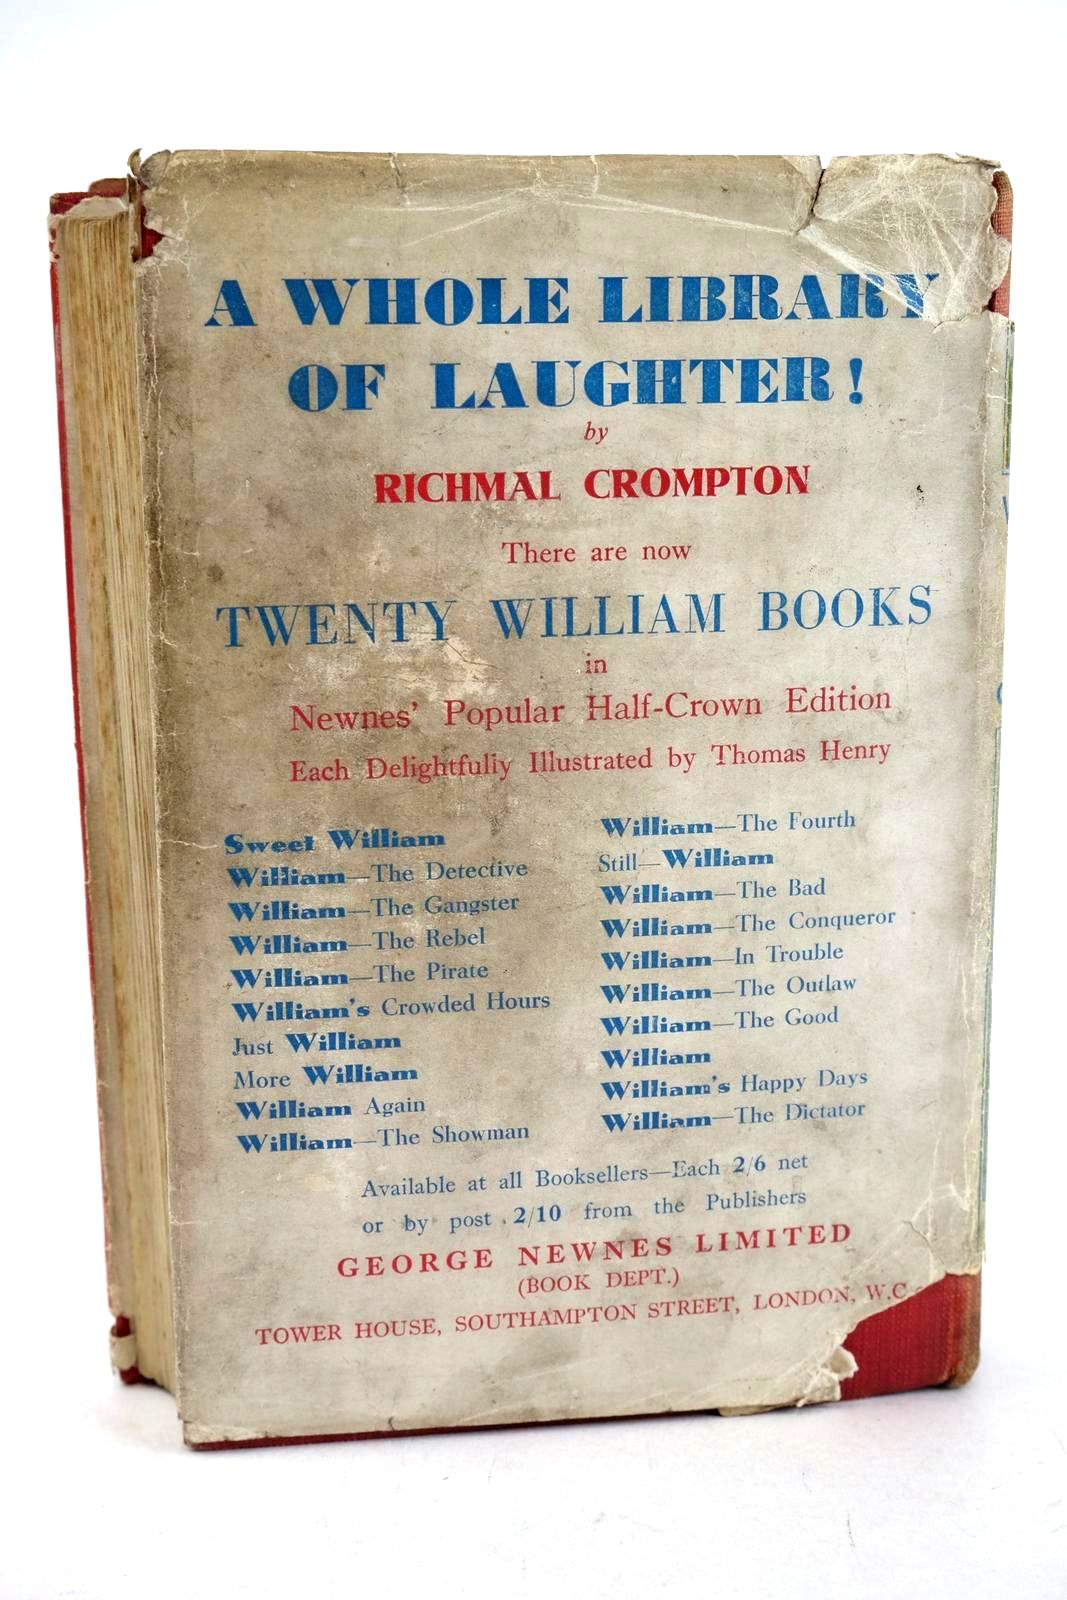 A WHOLE LIBRARY
OF LAUGHTER!
by
RICHMAL CROMPTON
There are now
TWENTY WILLIAM BOOKS
in
Newnes' Popular Half-Crown Edition
Each Delightfully Illustrated by Thomas Henry
Sweet William
William—The Detective
William—The Gangster
William—The Rebel
William—The Pirate
William's Crowded Hours
Just William
More William
William Again
William—The Showman
William—The Fourth
Still—William
William—The Bad
William—The Conqueror
William—In Trouble
William—The Outlaw
William—The Good
William
William's Happy Days
William—The Dictator
Available at all Booksellers—Each 2/6 net
or by post 2/10 from the Publishers
GEORGE NEWNES LIMITED
(BOOK DEPT.)
TOWER HOUSE, SOUTHAMPTON STREET, LONDON, W.C